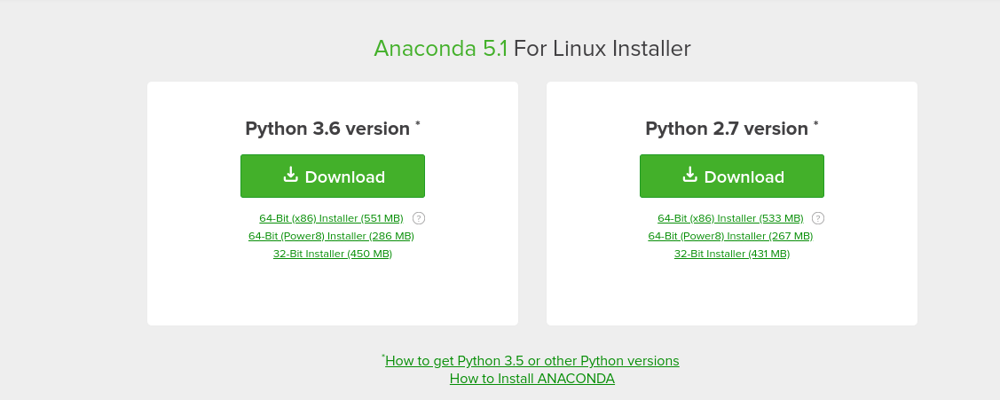 Anaconda 5.1 For Linux Installer
Python 3.6 version *
Download
64-Bit (x86) Installer (551 MB) ?
64-Bit (Power8) Installer (286 MB)
32-Bit Installer (450 MB)
Python 2.7 version *
Download
64-Bit (x86) Installer (533 MB) ?
64-Bit (Power8) Installer (267 MB)
32-Bit Installer (431 MB)
*How to get Python 3.5 or other Python versions
How to Install ANACONDA